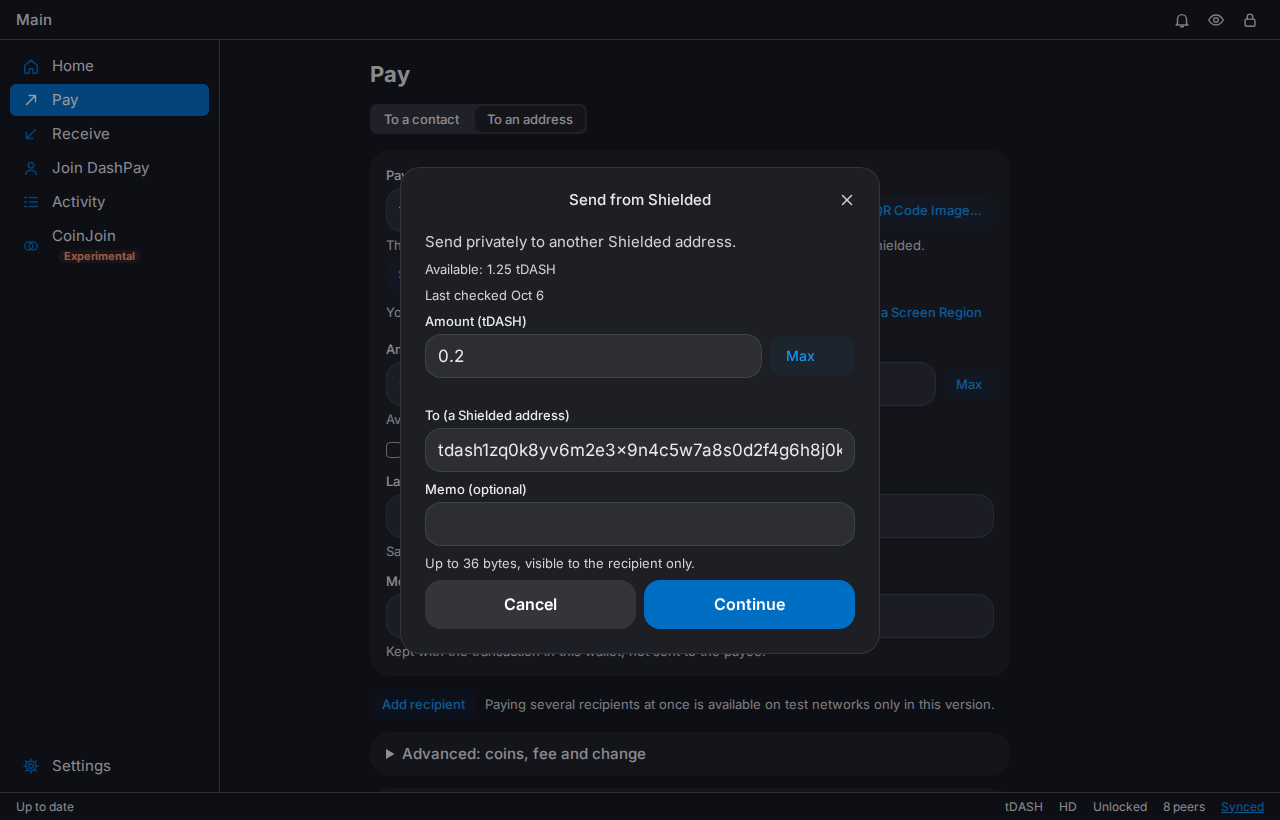 Main
Home
Pay
Receive
Join DashPay
Activity
CoinJoin
Experimental
Settings
Pay
To a contact
To an address
QR Code Image...
a Screen Region
Max
Send from Shielded
Send privately to another Shielded address.
Available: 1.25 tDASH
Last checked Oct 6
Amount (tDASH)
0.2
Max
To (a Shielded address)
tdash1zq0k8yv6m2e3×9n4c5w7a8s0d2f4g6h8j0k
Memo (optional)
Up to 36 bytes, visible to the recipient only.
Cancel
Continue
Kept with the transaction in this wallet, not sent to the payee.
Add recipient
Paying several recipients at once is available on test networks only in this version.
Advanced: coins, fee and change
Up to date
tDASH
HD
Unlocked
8 peers
Synced